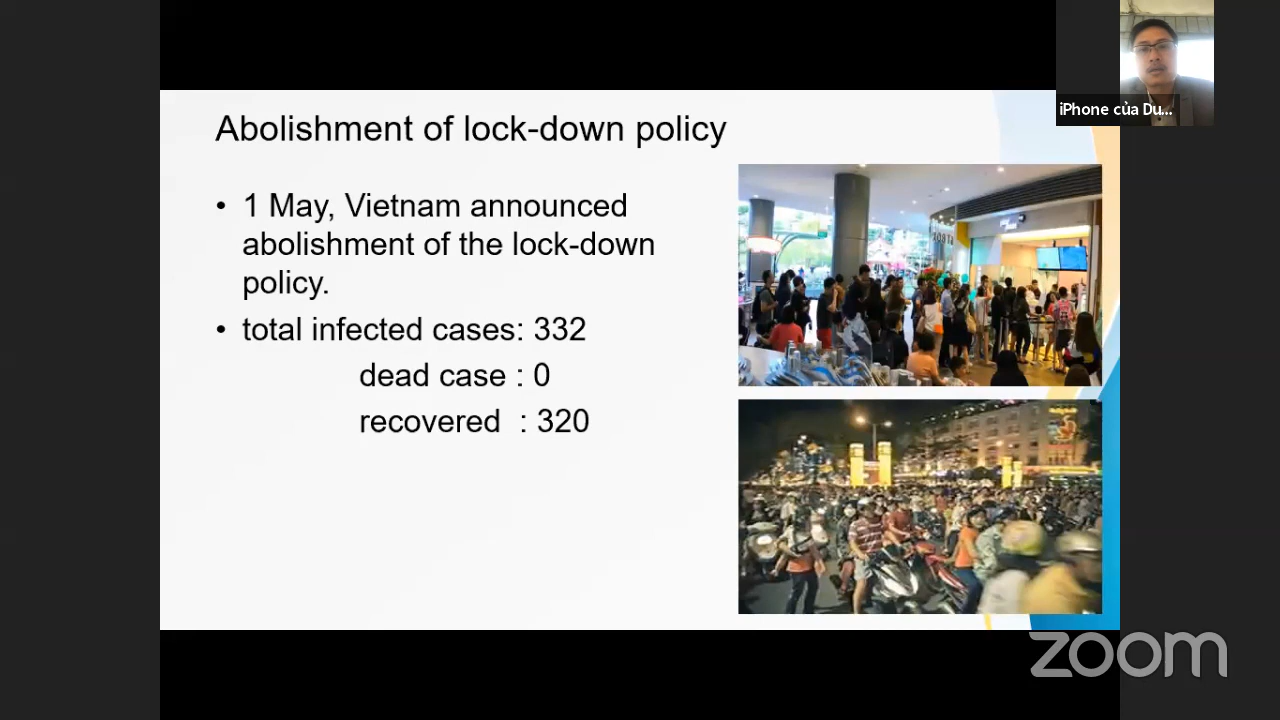 iPhone của Du...
Abolishment of lock-down policy
• 1 May, Vietnam announced
abolishment of the lock-down
policy.
• total infected cases: 332
dead case : 0
recovered : 320
zoom